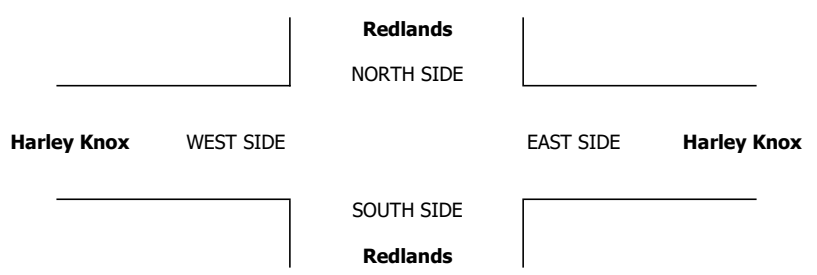 Redlands
NORTH SIDE
Harley Knox WEST SIDE EAST SIDE Harley Knox
SOUTH SIDE
Redlands